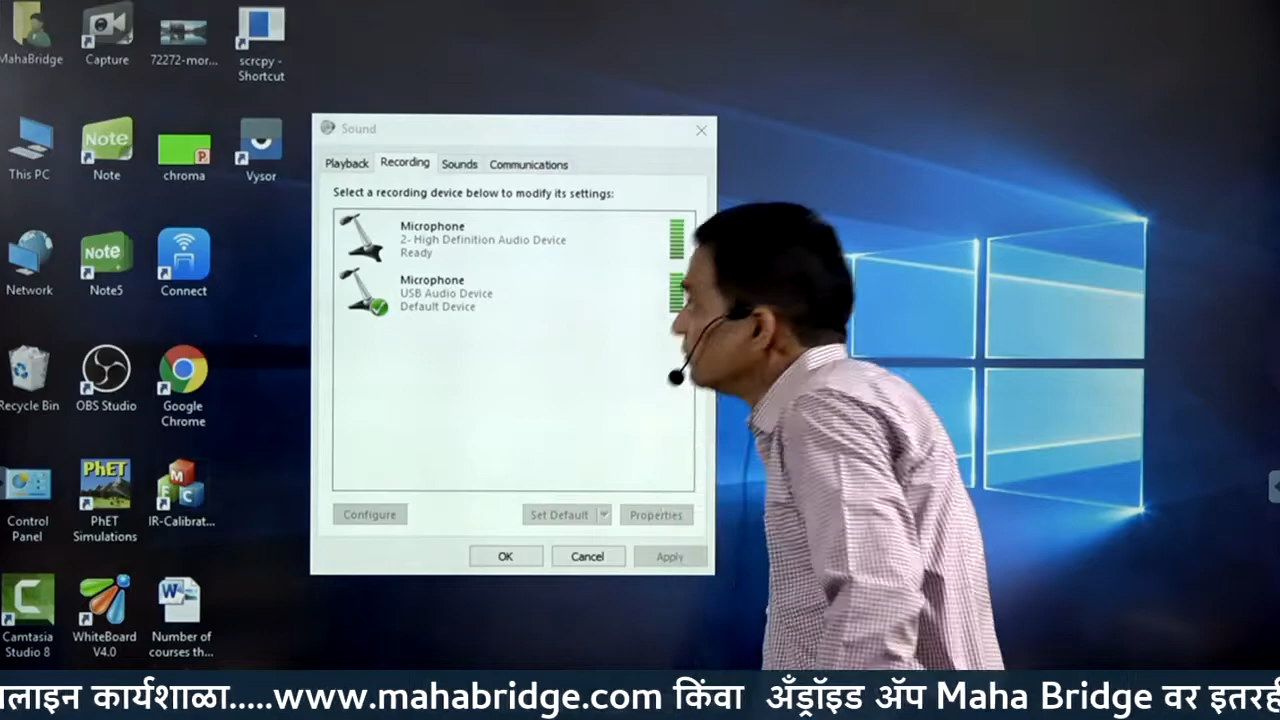 MahaBridge
Capture
72272-mor...
scrcpy -
Shortcut
This PC
Note
Note
chroma
Vysor
Network
Note
Note5
Connect
Recycle Bin
OBS Studio
Google
Chrome
Control
Panel
PhET
PhET
Simulations
M
E
C
IR-Calibrat...
Camtasia
Studio 8
WhiteBoard
V4.0
W
Number of
courses th...
Sound
Playback Recording Sounds Communications
Select a recording device below to modify its settings:
Microphone
2- High Definition Audio Device
Ready
Microphone
USB Audio Device
Default Device
Configure Set Default Properties
OK Cancel Apply
कार्यशाळा.....www.mahabridge.com किंवा अँड्रॉइड ॲप Maha Bridge वर